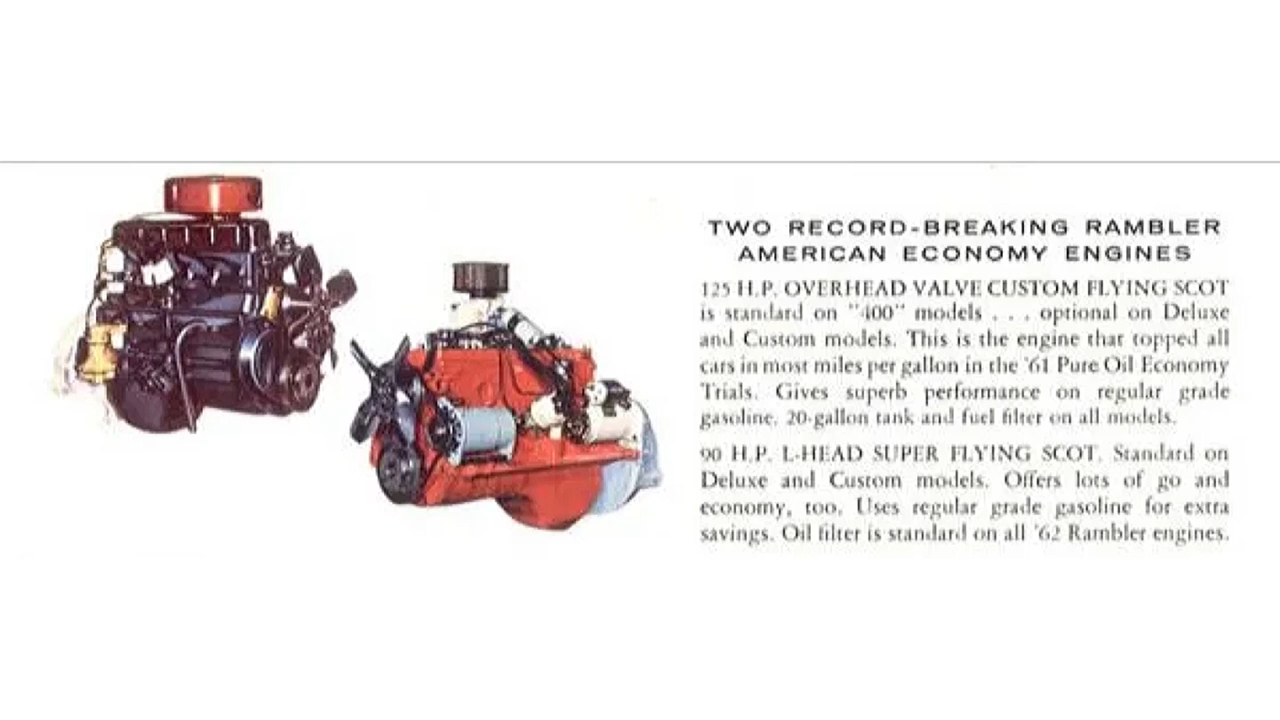 TWO RECORD-BREAKING RAMBLER
AMERICAN ECONOMY ENGINES
125 H.P. OVERHEAD VALVE CUSTOM FLYING SCOT
is standard on "400" models . . . optional on Deluxe
and Custom models. This is the engine that topped all
cars in most miles per gallon in the '61 Pure Oil Economy
Trials. Gives superb performance on regular grade
gasoline. 20-gallon tank and fuel filter on all models.
90 H.P. L-HEAD SUPER FLYING SCOT. Standard on
Deluxe and Custom models. Offers lots of go and
economy, too. Uses regular grade gasoline for extra
savings. Oil filter is standard on all '62 Rambler engines.